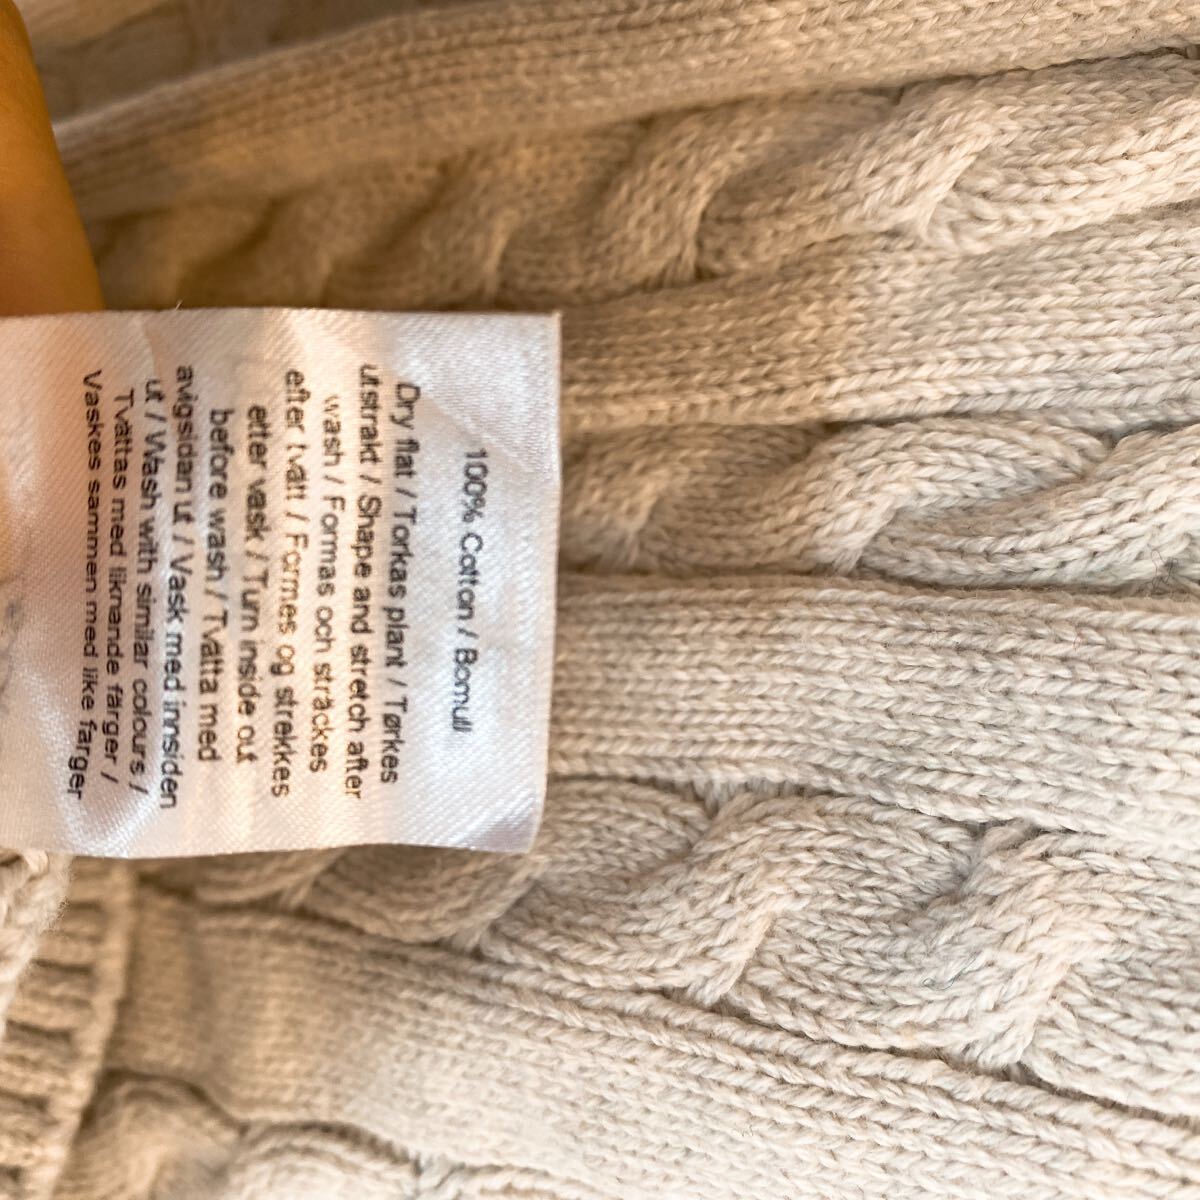 100% Cotton / Bomull
Dry flat / Torkas plant / Tørkes
utstrakt / Shape and stretch after
wash / Formas och sträckes
efter tvätt / Formes og strekkes
etter vask / Turn inside out
before wash / Tvätta med
avigsidan ut / Vask med innsiden
ut / Wash with similar colours /
Tvättas med liknande färger /
Vaskes sammen med like farger